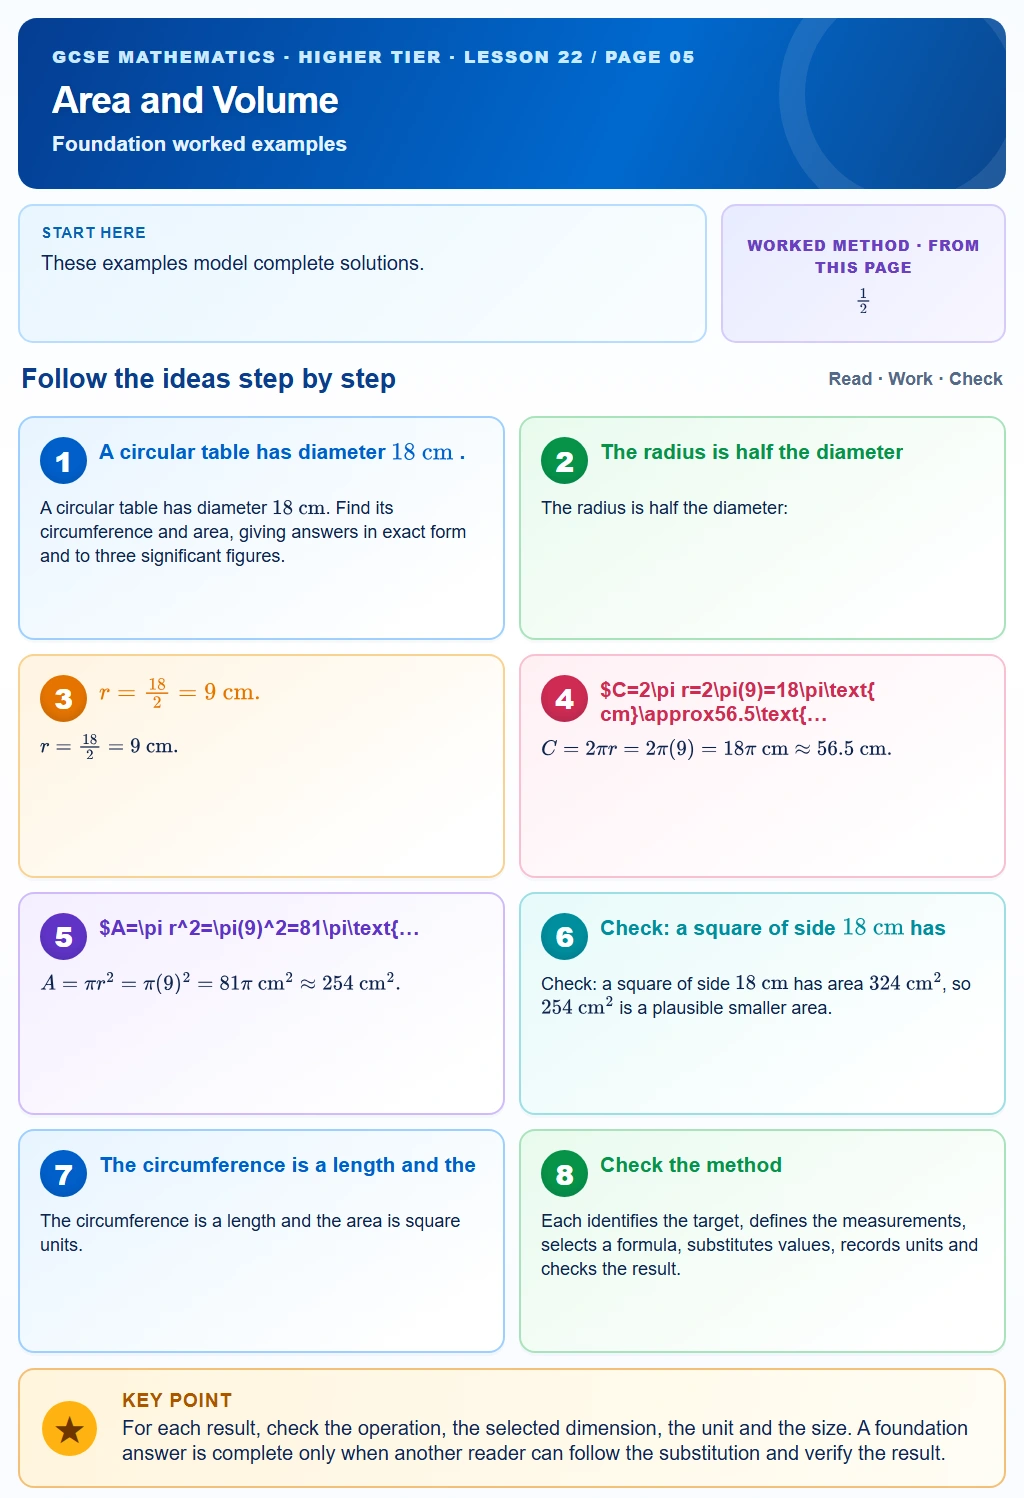 GCSE MATHEMATICS · HIGHER TIER · LESSON 22 / PAGE 05
Area and Volume
Foundation worked examples
START HERE
These examples model complete solutions.
WORKED METHOD · FROM
THIS PAGE
1/2
Follow the ideas step by step
Read · Work · Check
1
A circular table has diameter 18 cm .
A circular table has diameter 18 cm. Find its
circumference and area, giving answers in exact form
and to three significant figures.
2
The radius is half the diameter
The radius is half the diameter:
3
r = 18/2 = 9 cm.
r = 18/2 = 9 cm.
4
$C=2\pi r=2\pi(9)=18\pi\text{
cm}\approx56.5\text{…
C = 2πr = 2π(9) = 18π cm ≈ 56.5 cm.
5
$A=\pi r^2=\pi(9)^2=81\pi\text{…
A = πr² = π(9)² = 81π cm² ≈ 254 cm².
6
Check: a square of side 18 cm has
Check: a square of side 18 cm has area 324 cm², so
254 cm² is a plausible smaller area.
7
The circumference is a length and the
The circumference is a length and the area is square
units.
8
Check the method
Each identifies the target, defines the measurements,
selects a formula, substitutes values, records units and
checks the result.
KEY POINT
For each result, check the operation, the selected dimension, the unit and the size. A foundation
answer is complete only when another reader can follow the substitution and verify the result.